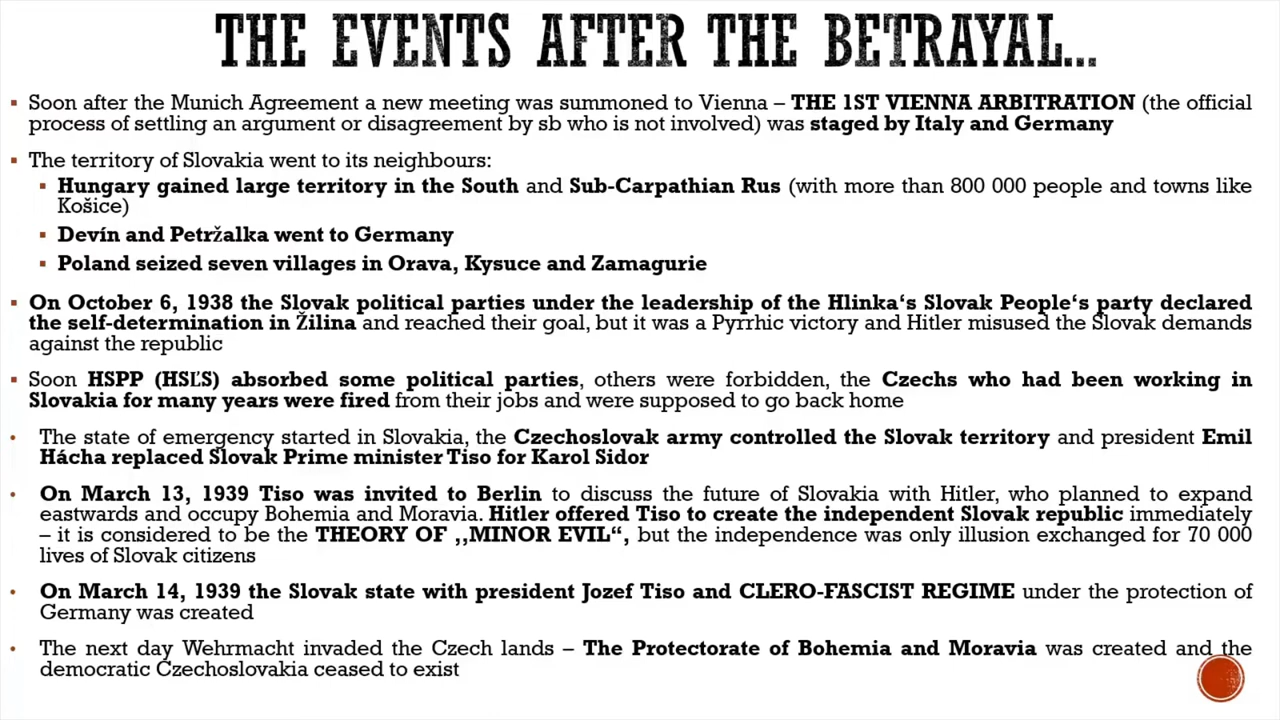 THE EVENTS AFTER THE BETRAYAL...
▪ Soon after the Munich Agreement a new meeting was summoned to Vienna – THE 1ST VIENNA ARBITRATION (the official
process of settling an argument or disagreement by sb who is not involved) was staged by Italy and Germany
▪ The territory of Slovakia went to its neighbours:
▪ Hungary gained large territory in the South and Sub-Carpathian Rus (with more than 800 000 people and towns like
Košice)
▪ Devín and Petržalka went to Germany
▪ Poland seized seven villages in Orava, Kysuce and Zamagurie
▪ On October 6, 1938 the Slovak political parties under the leadership of the Hlinka‘s Slovak People‘s party declared
the self-determination in Žilina and reached their goal, but it was a Pyrrhic victory and Hitler misused the Slovak demands
against the republic
▪ Soon HSPP (HSĽS) absorbed some political parties, others were forbidden, the Czechs who had been working in
Slovakia for many years were fired from their jobs and were supposed to go back home
• The state of emergency started in Slovakia, the Czechoslovak army controlled the Slovak territory and president Emil
Hácha replaced Slovak Prime minister Tiso for Karol Sidor
• On March 13, 1939 Tiso was invited to Berlin to discuss the future of Slovakia with Hitler, who planned to expand
eastwards and occupy Bohemia and Moravia. Hitler offered Tiso to create the independent Slovak republic immediately
– it is considered to be the THEORY OF ,,MINOR EVIL“, but the independence was only illusion exchanged for 70 000
lives of Slovak citizens
• On March 14, 1939 the Slovak state with president Jozef Tiso and CLERO-FASCIST REGIME under the protection of
Germany was created
• The next day Wehrmacht invaded the Czech lands – The Protectorate of Bohemia and Moravia was created and the
democratic Czechoslovakia ceased to exist